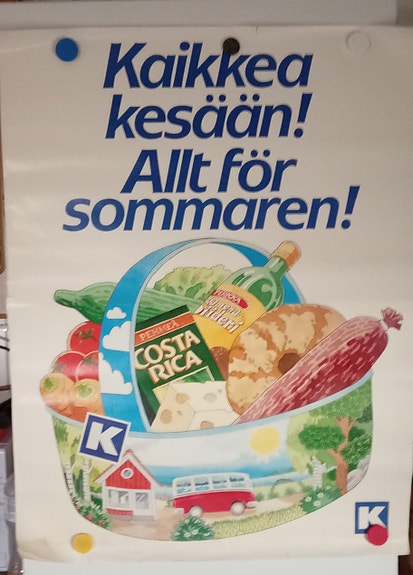 Kaikkea
kesään!
Allt för
sommaren!
PERMEA
COSTA
RICA
K
K